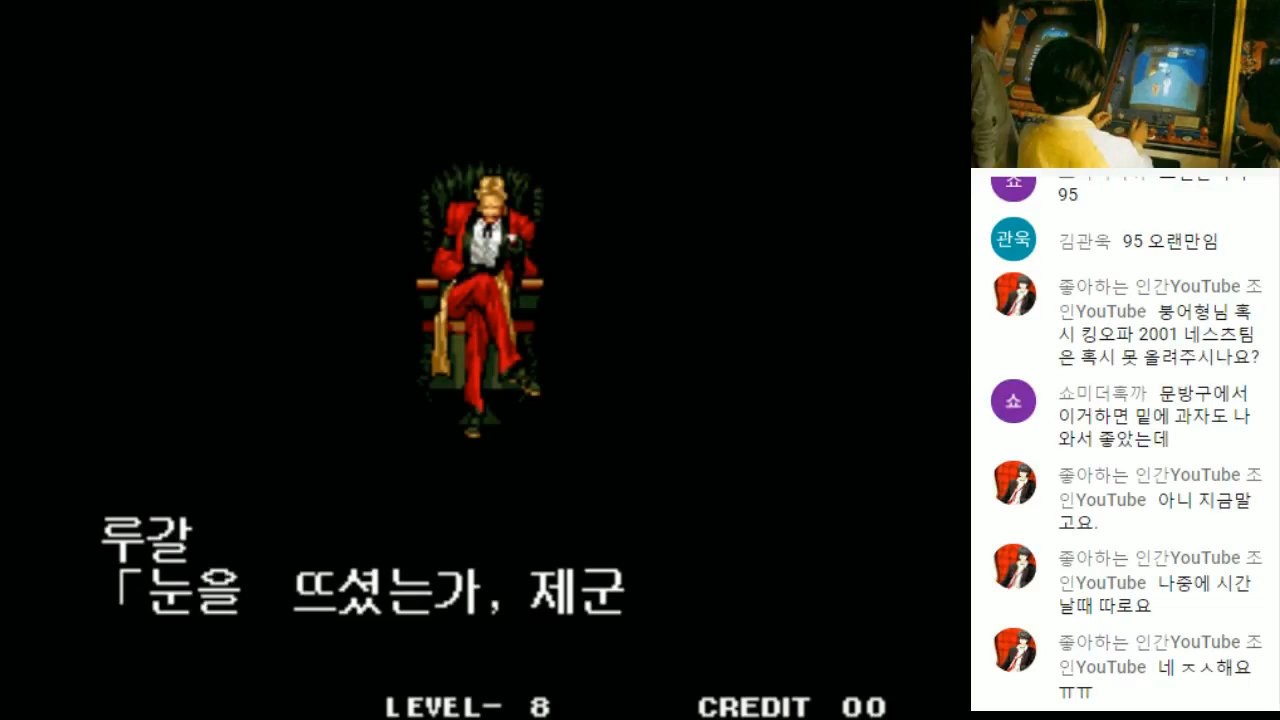 루갈
「눈을 뜨셨는가, 제군
LEVEL- 8 CREDIT 00
쇼
95
관욱 김관욱 95 오랜만임
좋아하는 인간YouTube 조
인YouTube 붕어형님 혹
시 킹오파 2001 네스츠팀
은 혹시 못 올려주시나요?
쇼 쇼미더흑까 문방구에서
이거하면 밑에 과자도 나
와서 좋았는데
좋아하는 인간YouTube 조
인YouTube 아니 지금말
고요.
좋아하는 인간YouTube 조
인YouTube 나중에 시간
날때 따로요
좋아하는 인간YouTube 조
인YouTube 네 ㅈㅅ해요
ㅠㅠ